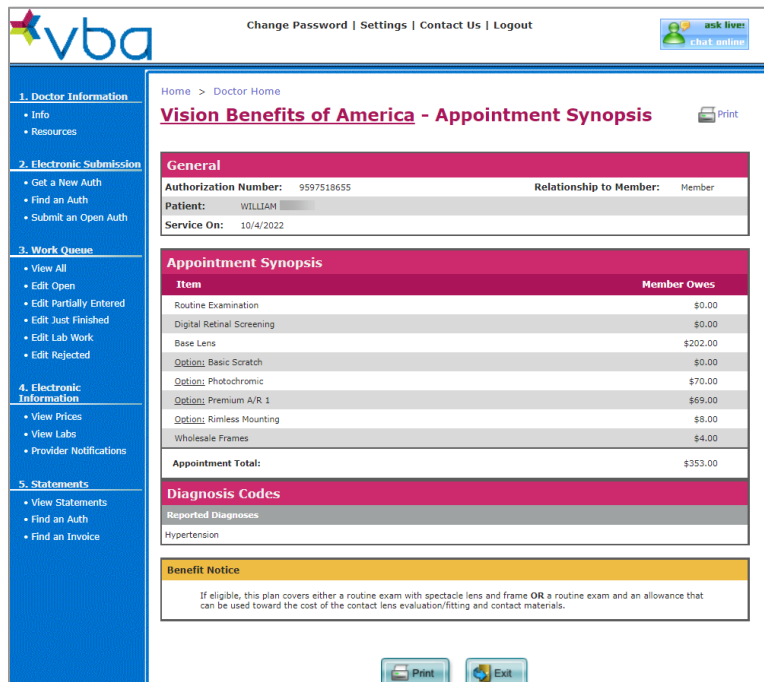 vba
Change Password | Settings | Contact Us | Logout
ask live!
chat online
1. Doctor Information
• Info
• Resources
2. Electronic Submission
• Get a New Auth
• Find an Auth
• Submit an Open Auth
3. Work Queue
• View All
• Edit Open
• Edit Partially Entered
• Edit Just Finished
• Edit Lab Work
• Edit Rejected
4. Electronic
Information
• View Prices
• View Labs
• Provider Notifications
5. Statements
• View Statements
• Find an Auth
• Find an Invoice
Home > Doctor Home
Vision Benefits of America - Appointment Synopsis
Print
General
Authorization Number: 9597518655 Relationship to Member: Member
Patient: WILLIAM
Service On: 10/4/2022
Appointment Synopsis
Item Member Owes
Routine Examination $0.00
Digital Retinal Screening $0.00
Base Lens $202.00
Option: Basic Scratch $0.00
Option: Photochromic $70.00
Option: Premium A/R 1 $69.00
Option: Rimless Mounting $8.00
Wholesale Frames $4.00
Appointment Total: $353.00
Diagnosis Codes
Reported Diagnoses
Hypertension
Benefit Notice
If eligible, this plan covers either a routine exam with spectacle lens and frame OR a routine exam and an allowance that
can be used toward the cost of the contact lens evaluation/fitting and contact materials.
Print Exit